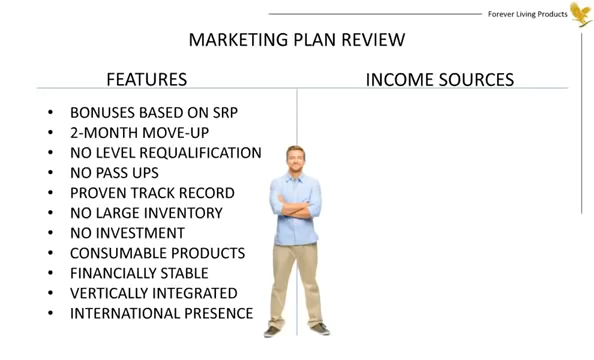 Forever Living Products
MARKETING PLAN REVIEW
FEATURES
INCOME SOURCES
• BONUSES BASED ON SRP
• 2-MONTH MOVE-UP
• NO LEVEL REQUALIFICATION
• NO PASS UPS
• PROVEN TRACK RECORD
• NO LARGE INVENTORY
• NO INVESTMENT
• CONSUMABLE PRODUCTS
• FINANCIALLY STABLE
• VERTICALLY INTEGRATED
• INTERNATIONAL PRESENCE